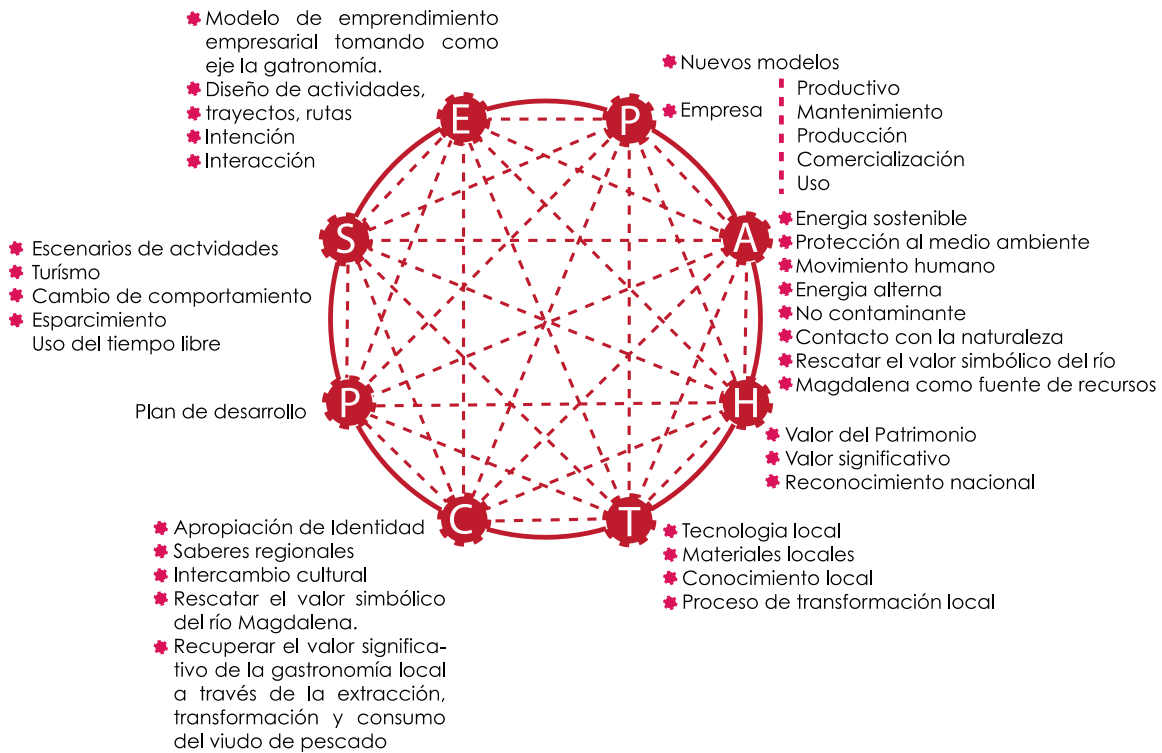 Modelo de emprendimiento
empresarial tomando como
eje la gatronomía.
Diseño de actividades,
trayectos, rutas
Intención
Interacción
E
P
Nuevos modelos
Empresa
Productivo
Mantenimiento
Producción
Comercialización
Uso
S
A
Escenarios de actvidades
Turísmo
Cambio de comportamiento
Esparcimiento
Uso del tiempo libre
Energia sostenible
Protección al medio ambiente
Movimiento humano
Energia alterna
No contaminante
Contacto con la naturaleza
Rescatar el valor simbólico del río
Magdalena como fuente de recursos
Plan de desarrollo
P
H
Valor del Patrimonio
Valor significativo
Reconocimiento nacional
C
T
Apropiación de Identidad
Saberes regionales
Intercambio cultural
Rescatar el valor simbólico
del río Magdalena.
Recuperar el valor significa-
tivo de la gastronomía local
a través de la extracción,
transformación y consumo
del viudo de pescado
Tecnologia local
Materiales locales
Conocimiento local
Proceso de transformación local